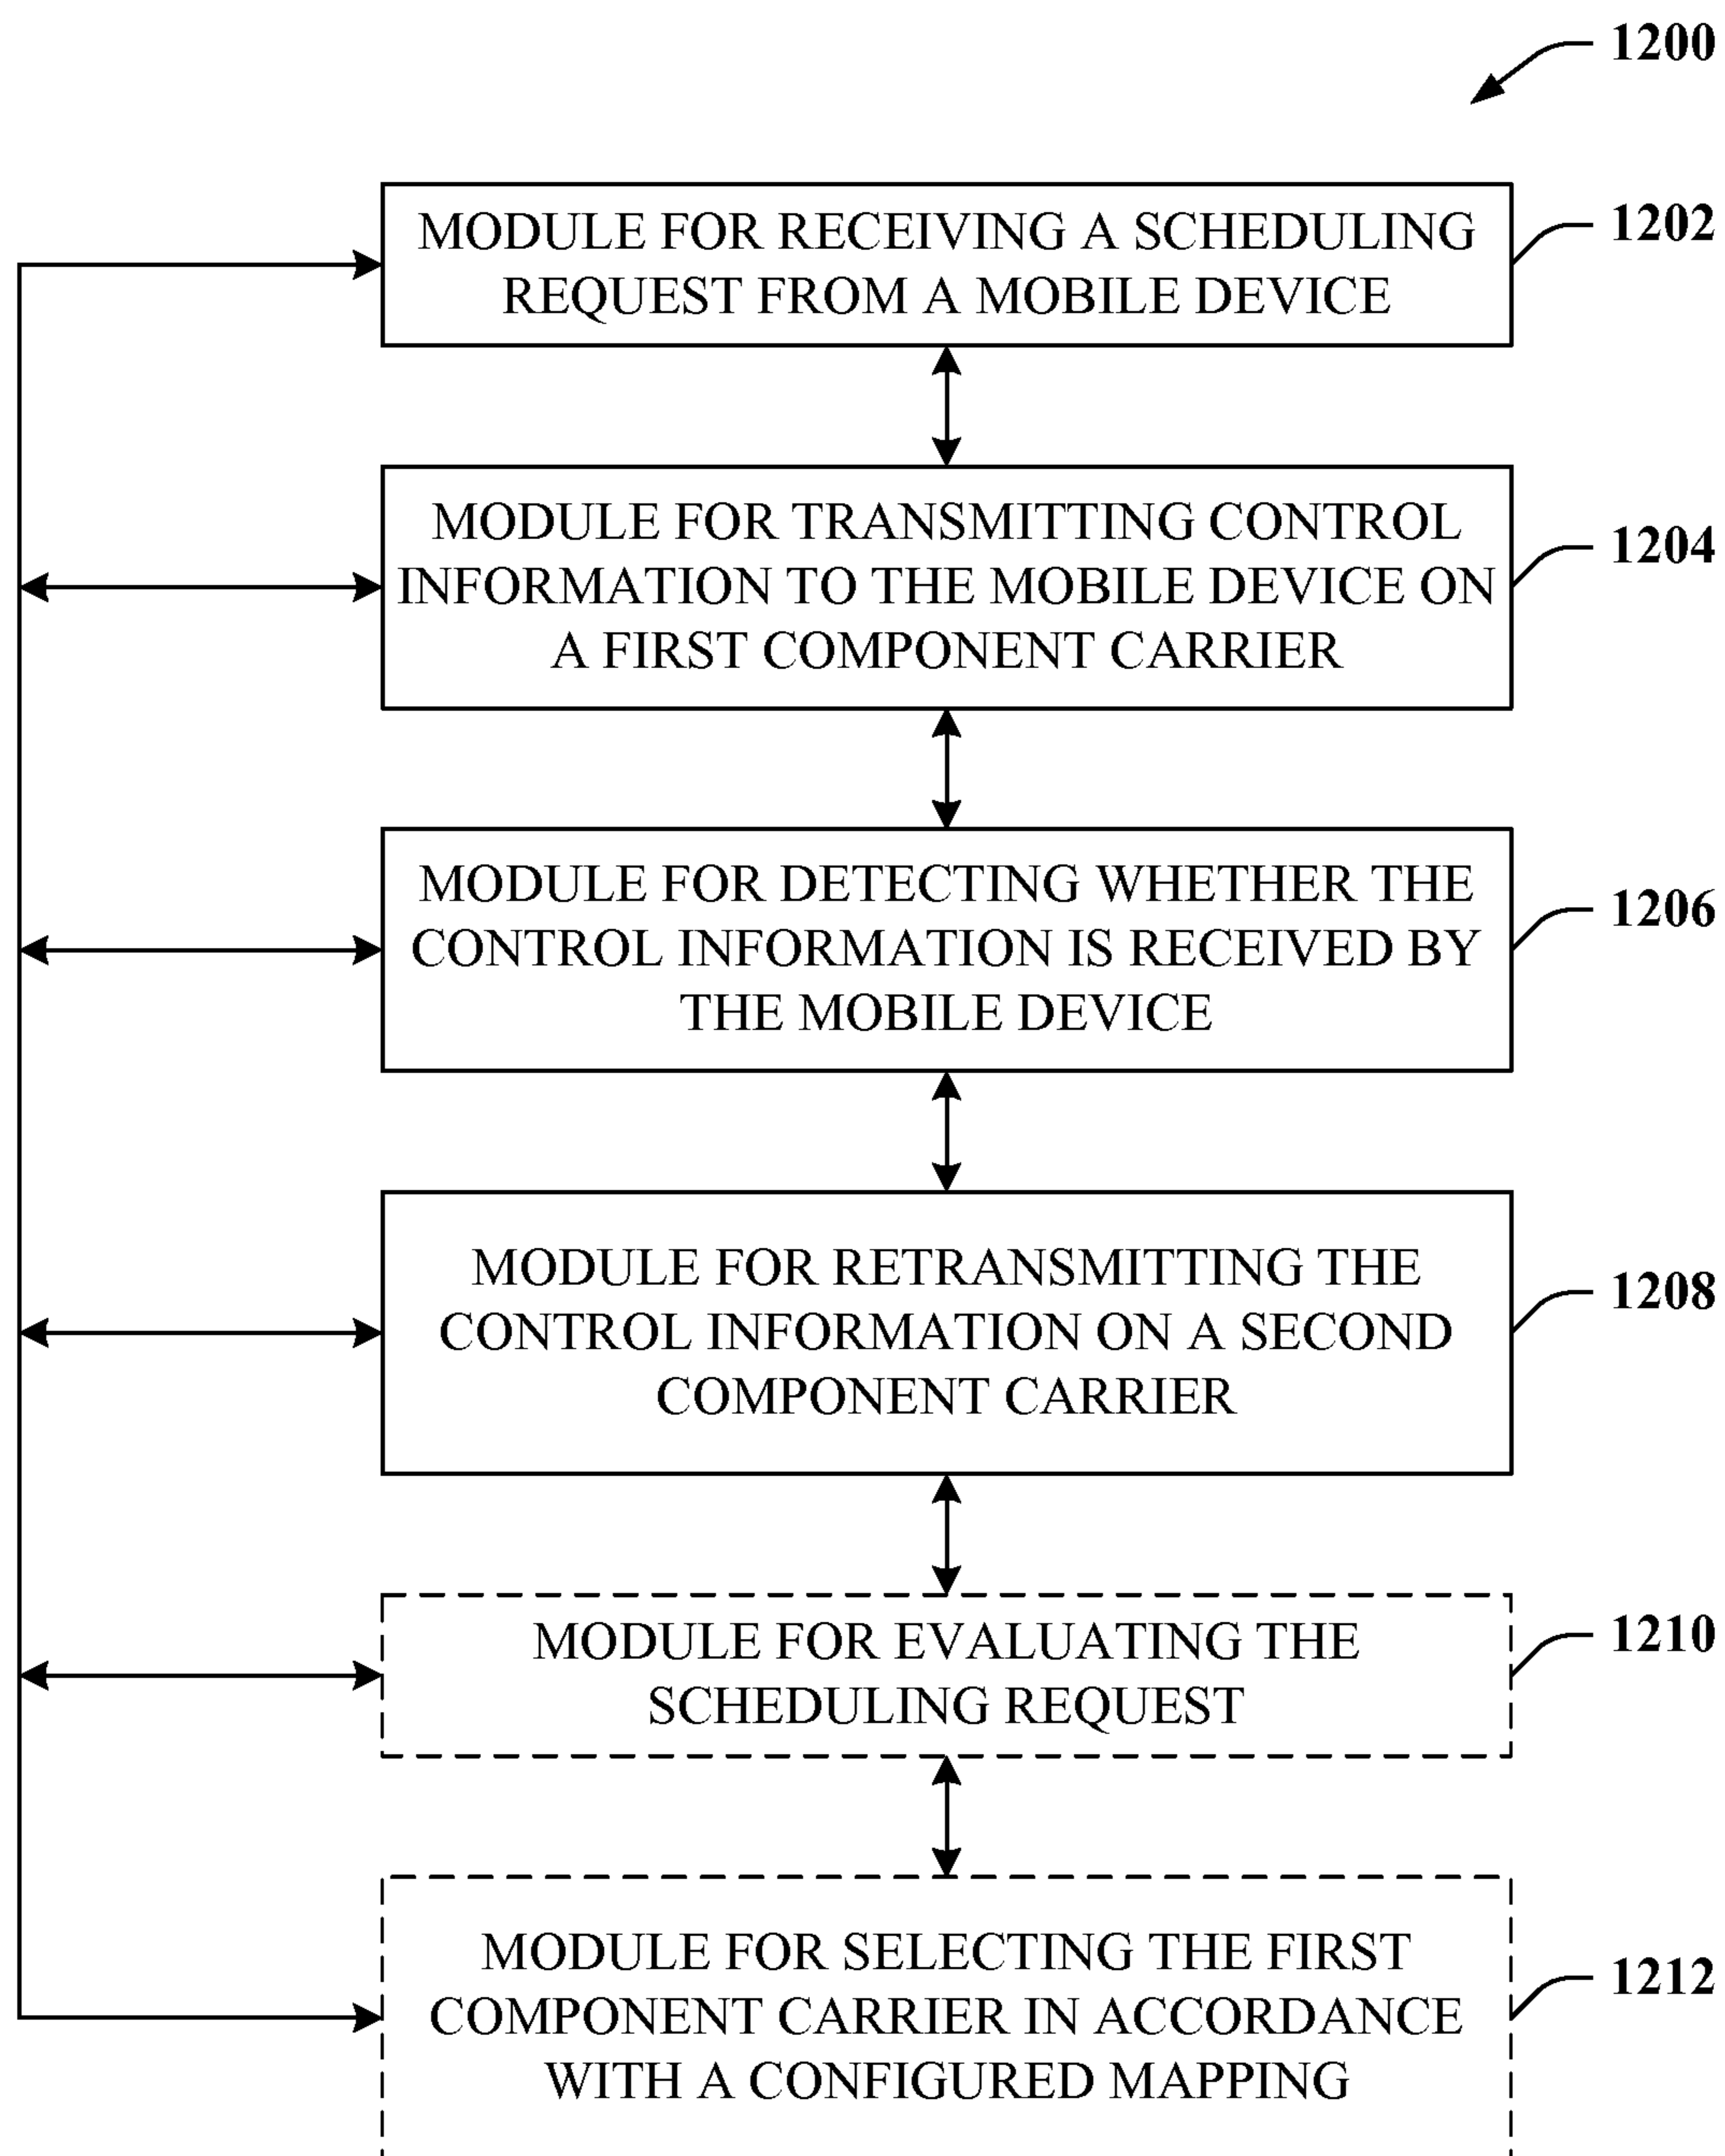 1200
MODULE FOR RECEIVING A SCHEDULING
REQUEST FROM A MOBILE DEVICE
1202
MODULE FOR TRANSMITTING CONTROL
INFORMATION TO THE MOBILE DEVICE ON
A FIRST COMPONENT CARRIER
1204
MODULE FOR DETECTING WHETHER THE
CONTROL INFORMATION IS RECEIVED BY
THE MOBILE DEVICE
1206
MODULE FOR RETRANSMITTING THE
CONTROL INFORMATION ON A SECOND
COMPONENT CARRIER
1208
MODULE FOR EVALUATING THE
SCHEDULING REQUEST
1210
MODULE FOR SELECTING THE FIRST
COMPONENT CARRIER IN ACCORDANCE
WITH A CONFIGURED MAPPING
1212